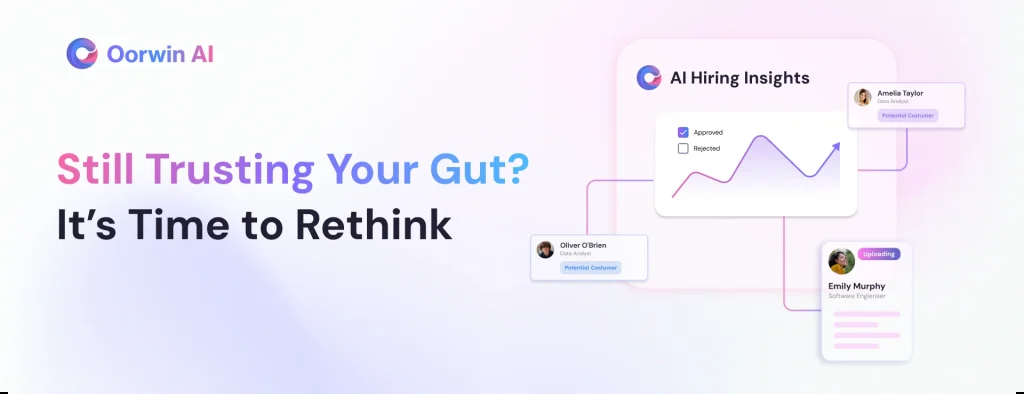 Oorwin AI
Still Trusting Your Gut?
It's Time to Rethink
AI Hiring Insights
Approved
Rejected
Amelia Taylor
Data Analyst
Potential Costumer
Oliver O'Brien
Data Analyst
Potential Costumer
Uploading
Emily Murphy
Software Engienser